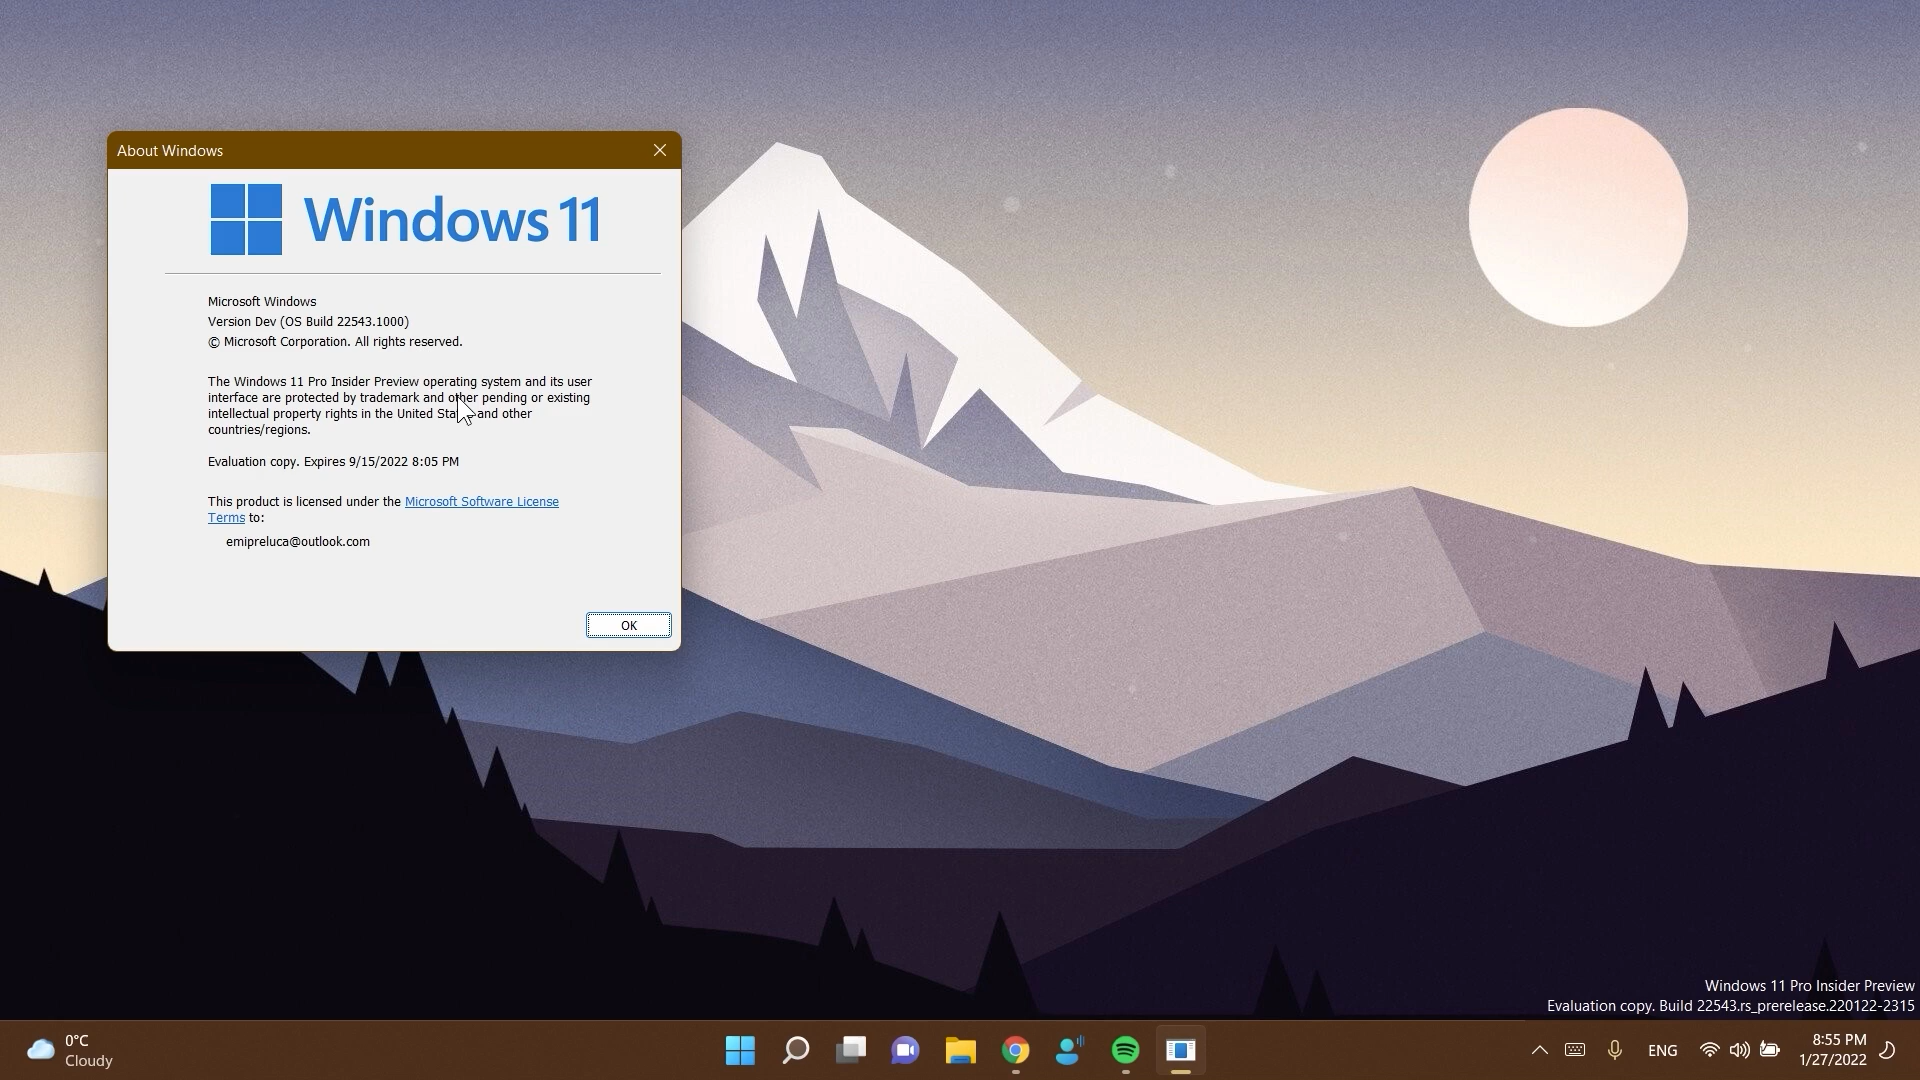 About Windows
Windows 11
Microsoft Windows
Version Dev (OS Build 22543.1000)
© Microsoft Corporation. All rights reserved.
The Windows 11 Pro Insider Preview operating system and its user
interface are protected by trademark and other pending or existing
intellectual property rights in the United and other
countries/regions.
Evaluation copy. Expires 9/15/2022 8:05 PM
This product is licensed under the Microsoft Software License
Terms to:
emipreluca@outlook.com
OK
Windows 11 Pro Insider Preview
Evaluation copy. Build 22543.rs_prerelease.220122-2315
0°C
Cloudy
ENG
8:55 PM
1/27/2022